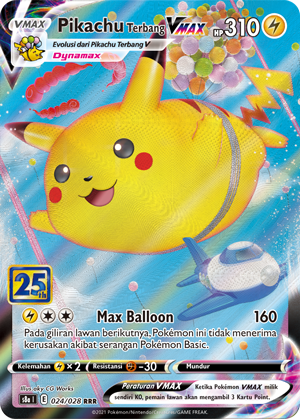 VMAX Pikachu Terbang VMAX HP 310
Evolusi dari Pikachu Terbang V
Dynamax
25th
Max Balloon 160
Pada giliran lawan berikutnya, Pokémon ini tidak menerima
kerusakan akibat serangan Pokémon Basic.
Kelemahan ×2 Resistansi -30 Mundur
Peraturan VMAX Ketika Pokémon VMAX milik
sendiri KO, pemain lawan akan mengambil 3 Kartu Point.
Illus. aky CG Works
s8a I E 024/028 RRR
©2021 Pokémon/Nintendo/Creatures/GAME FREAK.